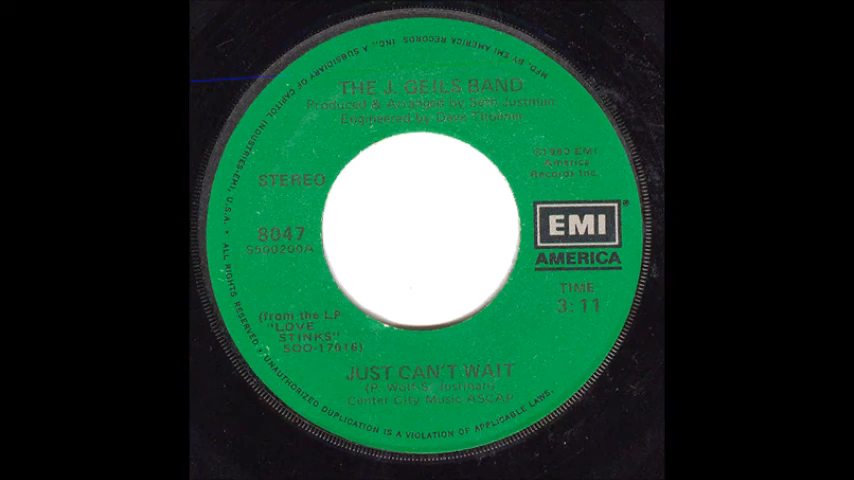 MFD. BY EMI AMERICA RECORDS, INC., A SUBSIDIARY OF CAPITOL INDUSTRIES-EMI, U.S.A. • ALL RIGHTS RESERVED • UNAUTHORIZED DUPLICATION IS A VIOLATION OF APPLICABLE LAWS.
THE J. GEILS BAND
Produced & Arranged by Seth Justman
Engineered by Dave Thoener
EMI
America
Records Inc.
STEREO
8047
S500200A
EMI
®
AMERICA
TIME
3:11
(from the LP
"LOVE
STINKS"
SOO-17016)
JUST CAN'T WAIT
(P. Wolf-S. Justman)
Center City Music ASCAP